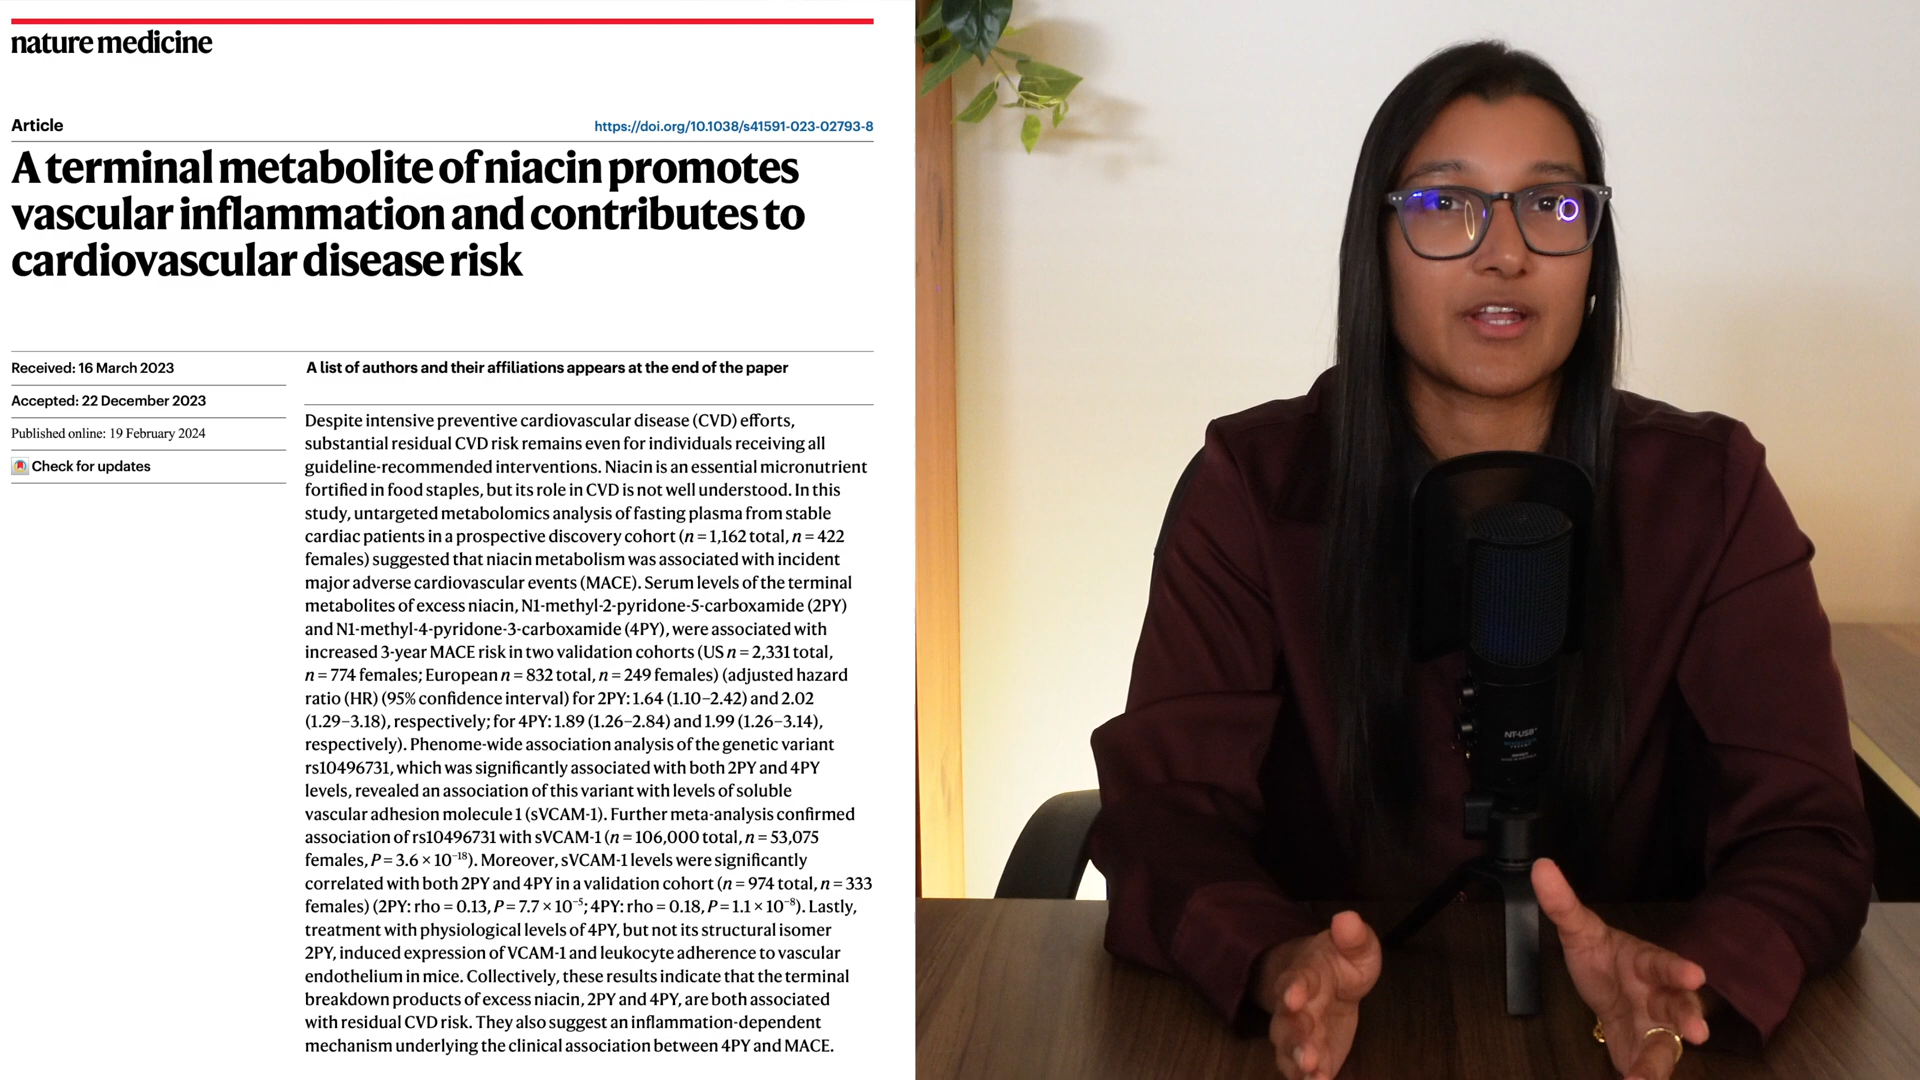 nature medicine
Article
https://doi.org/10.1038/s41591-023-02793-8
A terminal metabolite of niacin promotes
vascular inflammation and contributes to
cardiovascular disease risk
Received: 16 March 2023
Accepted: 22 December 2023
Published online: 19 February 2024
Check for updates
A list of authors and their affiliations appears at the end of the paper
Despite intensive preventive cardiovascular disease (CVD) efforts,
substantial residual CVD risk remains even for individuals receiving all
guideline-recommended interventions. Niacin is an essential micronutrient
fortified in food staples, but its role in CVD is not well understood. In this
study, untargeted metabolomics analysis of fasting plasma from stable
cardiac patients in a prospective discovery cohort (n = 1,162 total, n = 422
females) suggested that niacin metabolism was associated with incident
major adverse cardiovascular events (MACE). Serum levels of the terminal
metabolites of excess niacin, N1-methyl-2-pyridone-5-carboxamide (2PY)
and N1-methyl-4-pyridone-3-carboxamide (4PY), were associated with
increased 3-year MACE risk in two validation cohorts (US n = 2,331 total,
n = 774 females; European n = 832 total, n = 249 females) (adjusted hazard
ratio (HR) (95% confidence interval) for 2PY: 1.64 (1.10–2.42) and 2.02
(1.29–3.18), respectively; for 4PY: 1.89 (1.26–2.84) and 1.99 (1.26–3.14),
respectively). Phenome-wide association analysis of the genetic variant
rs10496731, which was significantly associated with both 2PY and 4PY
levels, revealed an association of this variant with levels of soluble
vascular adhesion molecule 1 (sVCAM-1). Further meta-analysis confirmed
association of rs10496731 with sVCAM-1 (n = 106,000 total, n = 53,075
females, P = 3.6 × 10⁻¹⁸). Moreover, sVCAM-1 levels were significantly
correlated with both 2PY and 4PY in a validation cohort (n = 974 total, n = 333
females) (2PY: rho = 0.13, P = 7.7 × 10⁻⁵; 4PY: rho = 0.18, P = 1.1 × 10⁻⁸). Lastly,
treatment with physiological levels of 4PY, but not its structural isomer
2PY, induced expression of VCAM-1 and leukocyte adherence to vascular
endothelium in mice. Collectively, these results indicate that the terminal
breakdown products of excess niacin, 2PY and 4PY, are both associated
with residual CVD risk. They also suggest an inflammation-dependent
mechanism underlying the clinical association between 4PY and MACE.
NT-USB